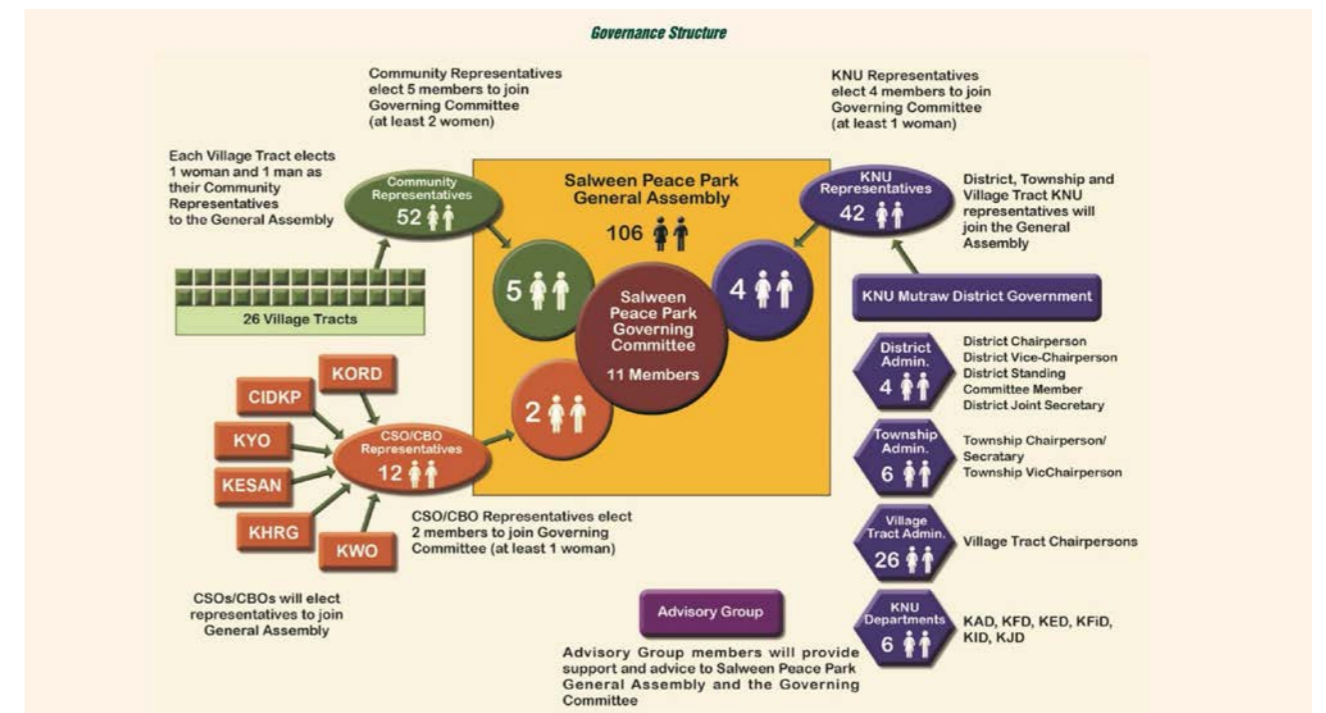 Governance Structure
Community Representatives
elect 5 members to join
Governing Committee
(at least 2 women)
KNU Representatives
elect 4 members to join
Governing Committee
(at least 1 woman)
Each Village Tract elects
1 woman and 1 man as
their Community
Representatives
to the General Assembly
Community
Representatives
52
Salween Peace Park
General Assembly
106
KNU
Representatives
42
District, Township and
Village Tract KNU
representatives will
join the General
Assembly
26 Village Tracts
5
4
Salween
Peace Park
Governing
Committee
11 Members
2
KNU Mutraw District Government
District
Admin.
4
District Chairperson
District Vice-Chairperson
District Standing
Committee Member
District Joint Secretary
Township
Admin.
6
Township Chairperson/
Secratary
Township VicChairperson
Village
Tract Admin.
26
Village Tract Chairpersons
KNU
Departments
6
KAD, KFD, KED, KFiD,
KID, KJD
KORD
CIDKP
KYO
KESAN
KHRG
KWO
CSO/CBO
Representatives
12
CSO/CBO Representatives elect
2 members to join Governing
Committee (at least 1 woman)
CSOs/CBOs will elect
representatives to join
General Assembly
Advisory Group
Advisory Group members will provide
support and advice to Salween Peace Park
General Assembly and the Governing
Committee